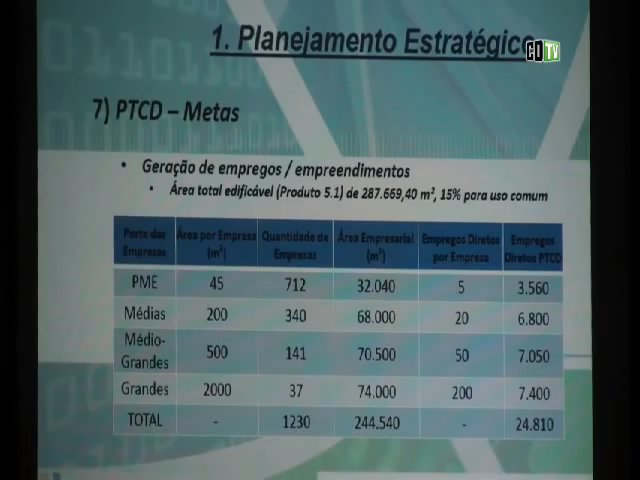 1. Planejamento Estratégico
CD TV
7) PTCD – Metas
• Geração de empregos / empreendimentos
• Área total edificável (Produto 5.1) de 287.669,40 m², 15% para uso comum
Porte das Empresas Área por Empresa (m²) Quantidade de Empresas Área Empresarial (m²) Empregos Diretos por Empresa Empregos Diretos PTCD
PME 45 712 32.040 5 3.560
Médias 200 340 68.000 20 6.800
Médio-Grandes 500 141 70.500 50 7.050
Grandes 2000 37 74.000 200 7.400
TOTAL - 1230 244.540 - 24.810